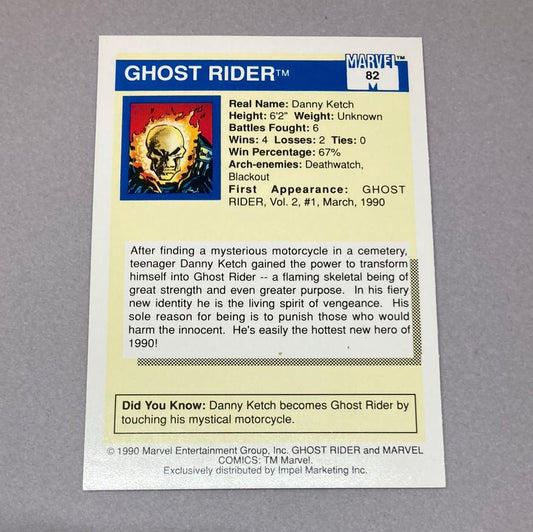 GHOST RIDER™
MARVEL™
82
M
Real Name: Danny Ketch
Height: 6'2" Weight: Unknown
Battles Fought: 6
Wins: 4 Losses: 2 Ties: 0
Win Percentage: 67%
Arch-enemies: Deathwatch,
Blackout
First Appearance: GHOST
RIDER, Vol. 2, #1, March, 1990
After finding a mysterious motorcycle in a cemetery,
teenager Danny Ketch gained the power to transform
himself into Ghost Rider -- a flaming skeletal being of
great strength and even greater purpose. In his fiery
new identity he is the living spirit of vengeance. His
sole reason for being is to punish those who would
harm the innocent. He's easily the hottest new hero of
1990!
Did You Know: Danny Ketch becomes Ghost Rider by
touching his mystical motorcycle.
© 1990 Marvel Entertainment Group, Inc. GHOST RIDER and MARVEL
COMICS: TM Marvel.
Exclusively distributed by Impel Marketing Inc.